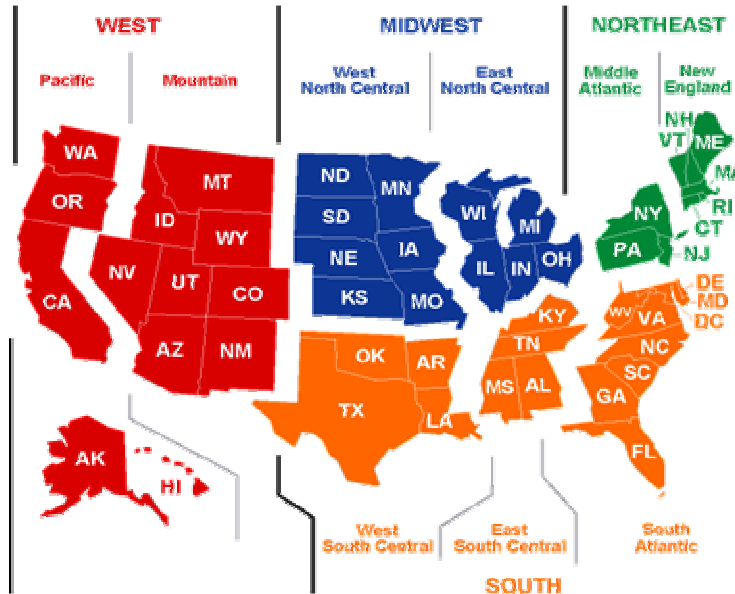 WEST
MIDWEST
NORTHEAST
Pacific
Mountain
West
North Central
East
North Central
Middle
Atlantic
New
England
WA
OR
CA
NV
ID
MT
WY
UT
CO
AZ
NM
AK
HI
ND
SD
NE
KS
MN
IA
MO
WI
IL
MI
IN
OH
NH
VT
ME
MA
RI
CT
NY
PA
NJ
OK
TX
AR
LA
KY
TN
MS
AL
DE
MD
DC
WV
VA
NC
SC
GA
FL
West
South Central
East
South Central
South
Atlantic
SOUTH